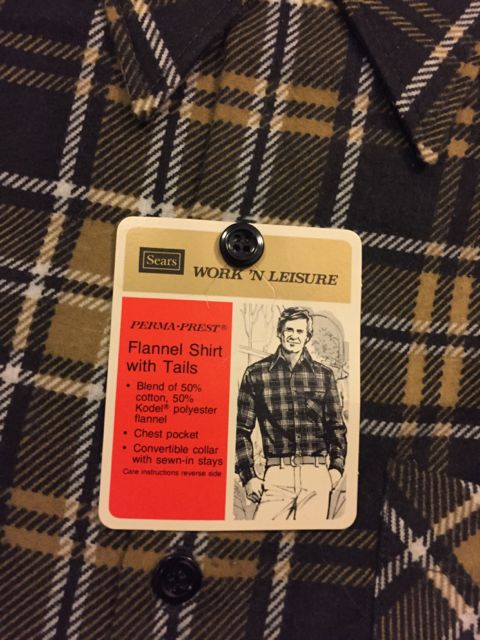 Sears
WORK 'N LEISURE
PERMA·PREST®
Flannel Shirt
with Tails
• Blend of 50%
cotton, 50%
Kodel® polyester
flannel
• Chest pocket
• Convertible collar
with sewn-in stays
Care instructions reverse side